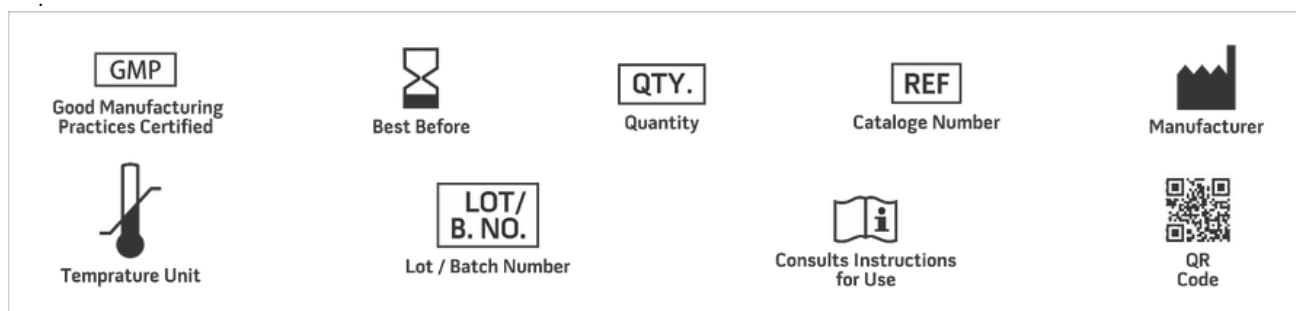 GMP
Good Manufacturing
Practices Certified
Best Before
QTY.
Quantity
REF
Cataloge Number
Manufacturer
Temprature Unit
LOT/
B. NO.
Lot / Batch Number
i
Consults Instructions
for Use
QR
Code